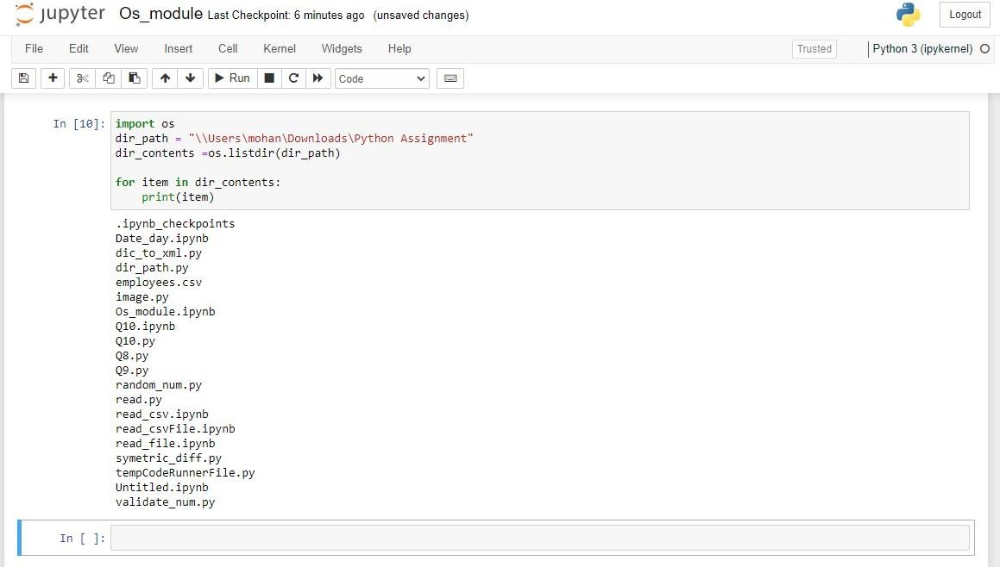 jupyter Os_module Last Checkpoint: 6 minutes ago (unsaved changes)
Logout
File Edit View Insert Cell Kernel Widgets Help
Trusted
Python 3 (ipykernel)
Run
Code
In [10]:
import os
dir_path = "\\Users\mohan\Downloads\Python Assignment"
dir_contents =os.listdir(dir_path)
for item in dir_contents:
    print(item)
.ipynb_checkpoints
Date_day.ipynb
dic_to_xml.py
dir_path.py
employees.csv
image.py
Os_module.ipynb
Q10.ipynb
Q10.py
Q8.py
Q9.py
random_num.py
read.py
read_csv.ipynb
read_csvFile.ipynb
read_file.ipynb
symetric_diff.py
tempCodeRunnerFile.py
Untitled.ipynb
validate_num.py
In [ ]: